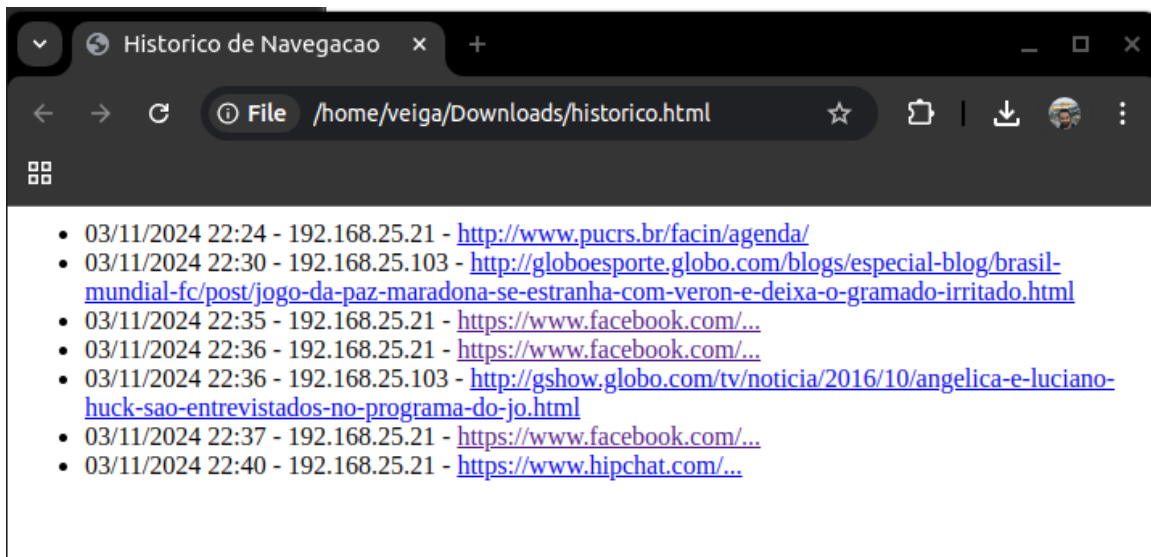 Historico de Navegacao
File /home/veiga/Downloads/historico.html
• 03/11/2024 22:24 - 192.168.25.21 - http://www.pucrs.br/facin/agenda/
• 03/11/2024 22:30 - 192.168.25.103 - http://globoesporte.globo.com/blogs/especial-blog/brasil-
mundial-fc/post/jogo-da-paz-maradona-se-estranha-com-veron-e-deixa-o-gramado-irritado.html
• 03/11/2024 22:35 - 192.168.25.21 - https://www.facebook.com/...
• 03/11/2024 22:36 - 192.168.25.21 - https://www.facebook.com/...
• 03/11/2024 22:36 - 192.168.25.103 - http://gshow.globo.com/tv/noticia/2016/10/angelica-e-luciano-
huck-sao-entrevistados-no-programa-do-jo.html
• 03/11/2024 22:37 - 192.168.25.21 - https://www.facebook.com/...
• 03/11/2024 22:40 - 192.168.25.21 - https://www.hipchat.com/...